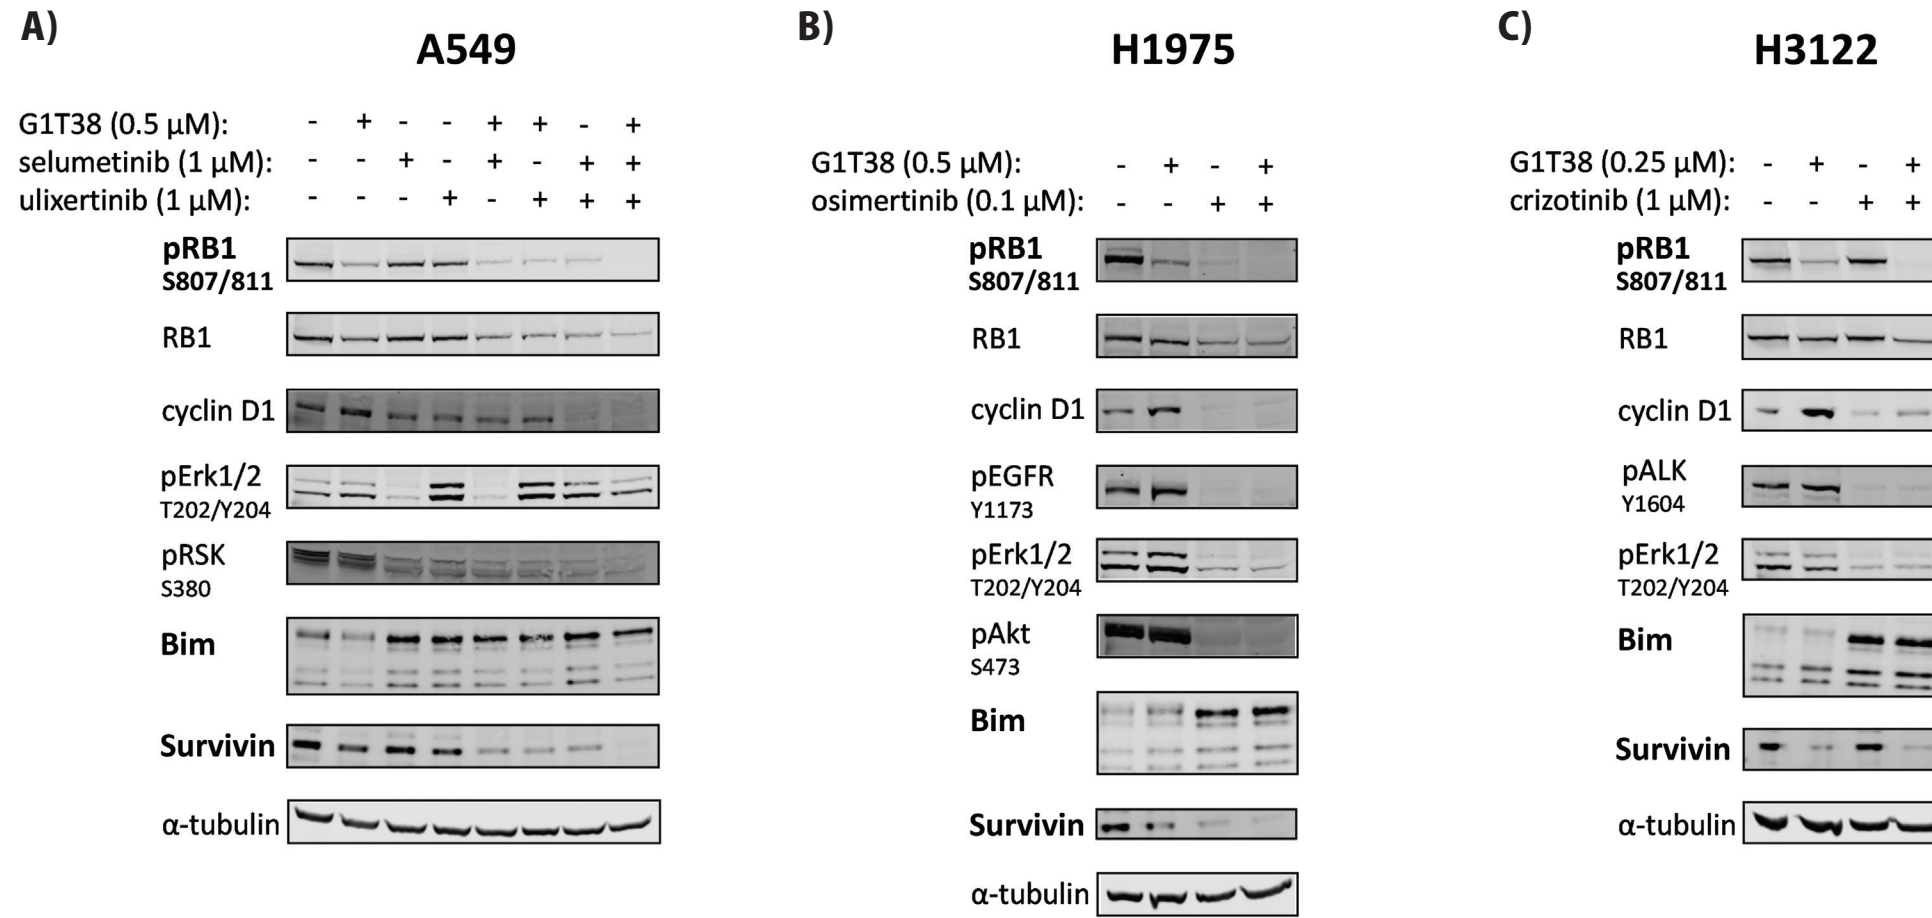 A)
A549
G1T38 (0.5 μM): - + - - + + - +
selumetinib (1 μM): - - + - + - + +
ulixertinib (1 μM): - - - + - + + +
pRB1
S807/811
RB1
cyclin D1
pErk1/2
T202/Y204
pRSK
S380
Bim
Survivin
α-tubulin
B)
H1975
G1T38 (0.5 μM): - + - +
osimertinib (0.1 μM): - - + +
pRB1
S807/811
RB1
cyclin D1
pEGFR
Y1173
pErk1/2
T202/Y204
pAkt
S473
Bim
Survivin
α-tubulin
C)
H3122
G1T38 (0.25 μM): - + - +
crizotinib (1 μM): - - + +
pRB1
S807/811
RB1
cyclin D1
pALK
Y1604
pErk1/2
T202/Y204
Bim
Survivin
α-tubulin